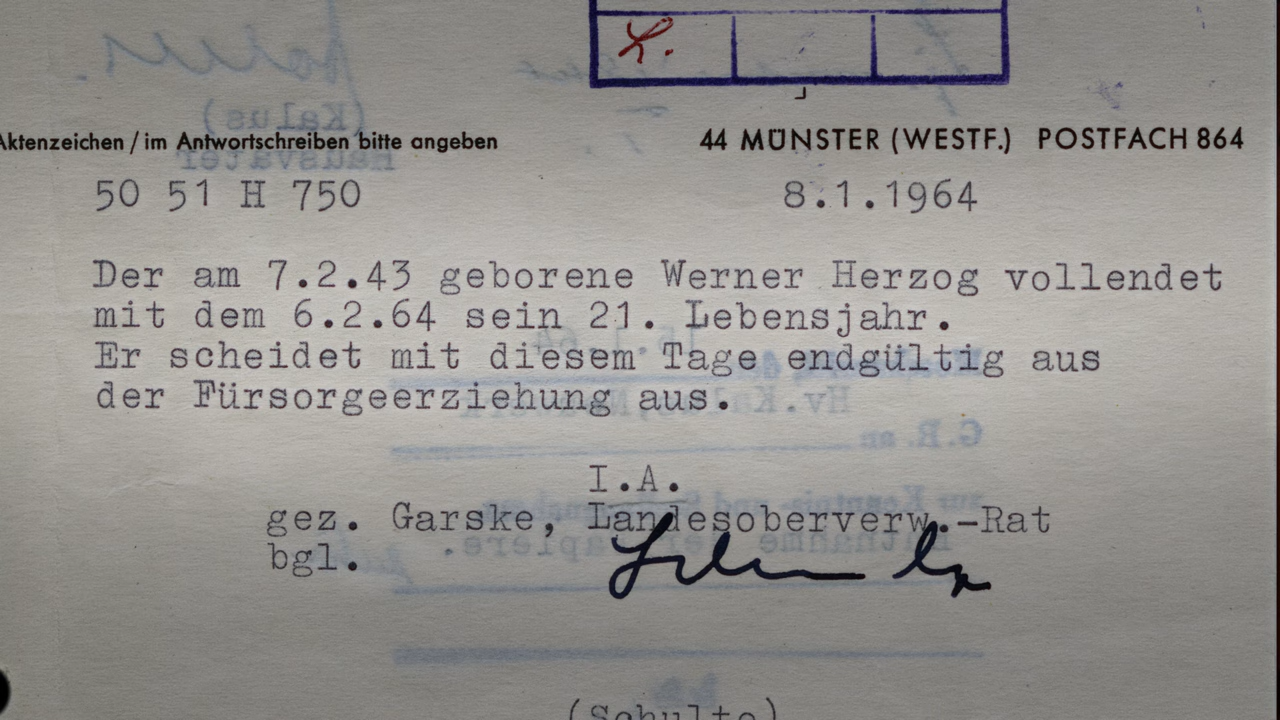 L.
Aktenzeichen / im Antwortschreiben bitte angeben
44 MÜNSTER (WESTF.) POSTFACH 864
50 51 H 750
8.1.1964
Der am 7.2.43 geborene Werner Herzog vollendet
mit dem 6.2.64 sein 21. Lebensjahr.
Er scheidet mit diesem Tage endgültig aus
der Fürsorgeerziehung aus.
I.A.
gez. Garske, Landesoberverw.-Rat
bgl.
(Schulte)